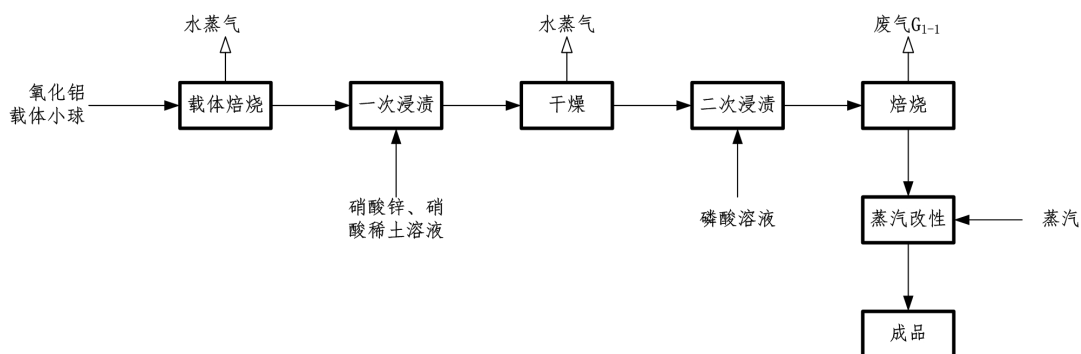 水蒸气
水蒸气
废气G₁₋₁
氧化铝
载体小球
载体焙烧
一次浸渍
干燥
二次浸渍
焙烧
硝酸锌、硝
酸稀土溶液
磷酸溶液
蒸汽改性
蒸汽
成品